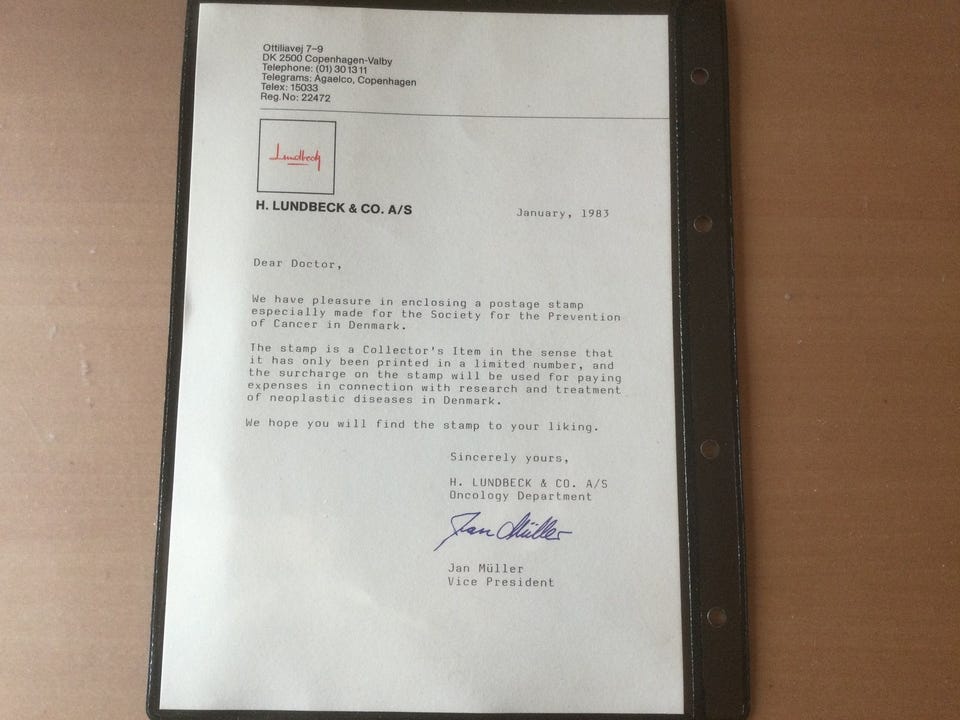 Ottiliavej 7-9
DK 2500 Copenhagen-Valby
Telephone: (01) 30 13 11
Telegrams: Agaelco, Copenhagen
Telex: 15033
Reg. No: 22472
Lundbeck
H. LUNDBECK & CO. A/S
January, 1983
Dear Doctor,
We have pleasure in enclosing a postage stamp
especially made for the Society for the Prevention
of Cancer in Denmark.
The stamp is a Collector's Item in the sense that
it has only been printed in a limited number, and
the surcharge on the stamp will be used for paying
expenses in connection with research and treatment
of neoplastic diseases in Denmark.
We hope you will find the stamp to your liking.
Sincerely yours,
H. LUNDBECK & CO. A/S
Oncology Department
Jan Müller
Jan Müller
Vice President